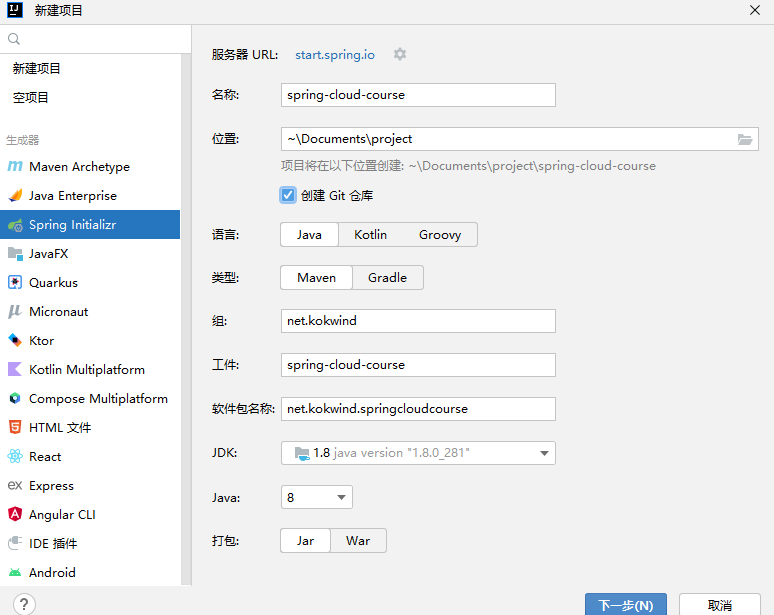 新建项目
新建项目
空项目
生成器
Maven Archetype
Java Enterprise
Spring Initializr
JavaFX
Quarkus
Micronaut
Ktor
Kotlin Multiplatform
Compose Multiplatform
HTML 文件
React
ex Express
Angular CLI
IDE 插件
Android
?
服务器 URL: start.spring.io
名称: spring-cloud-course
位置: ~\Documents\project
项目将在以下位置创建: ~\Documents\project\spring-cloud-course
创建 Git 仓库
语言: Java Kotlin Groovy
类型: Maven Gradle
组: net.kokwind
工件: spring-cloud-course
软件包名称: net.kokwind.springcloudcourse
JDK: 1.8 java version "1.8.0_281"
Java: 8
打包: Jar War
下一步(N) 取消